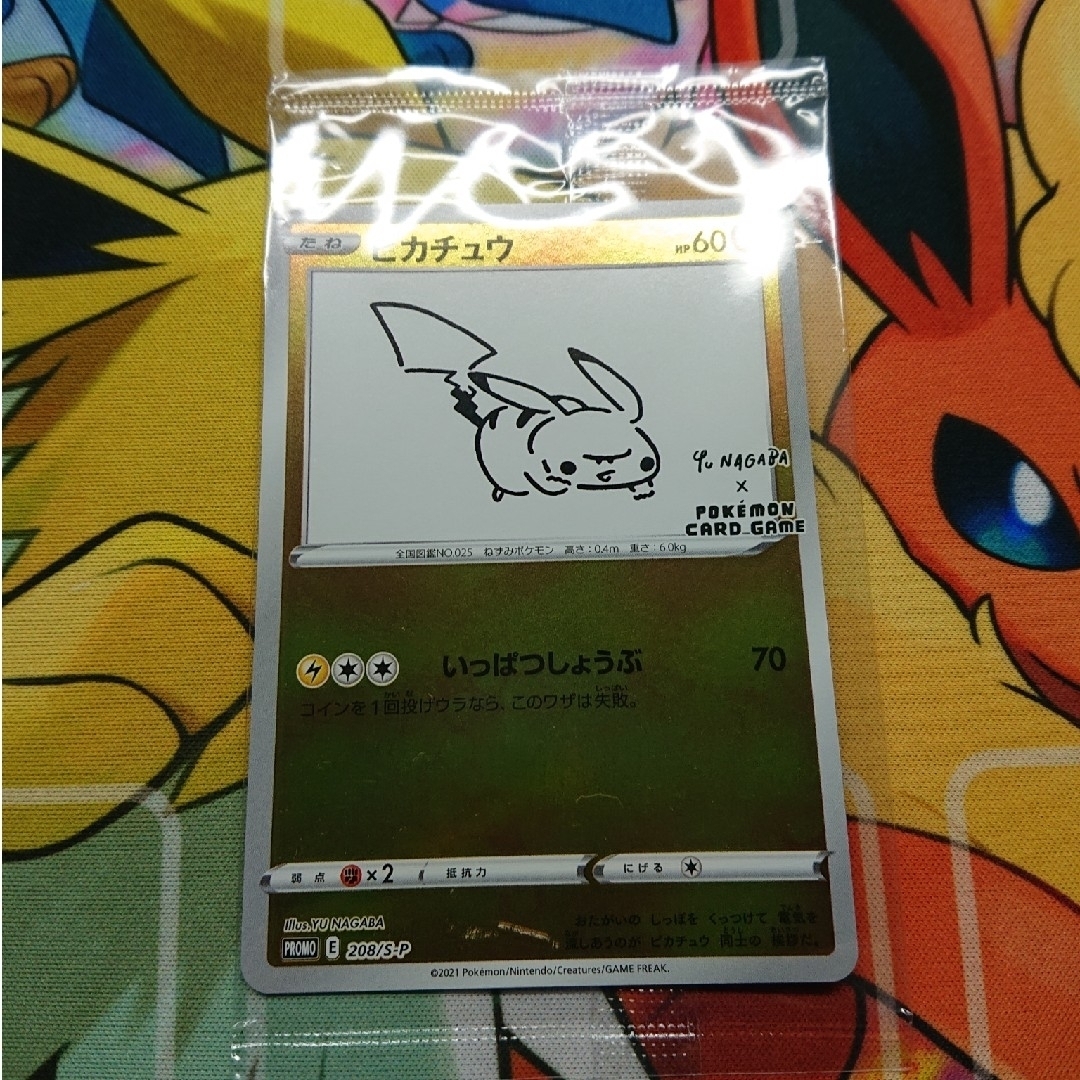 たね ピカチュウ HP60
YU NAGABA
×
POKÉMON
CARD GAME
全国図鑑NO.025 ねずみポケモン 高さ：0.4m 重さ：6.0kg
いっぱつしょうぶ 70
コインを1回投げウラなら、このワザは失敗。
弱点 ×2 抵抗力 にげる
Illus.YU NAGABA
おたがいの しっぽを くっつけて 電気を
流しあうのが ピカチュウ 同士の 挨拶だ。
PROMO E 208/S-P
©2021 Pokémon/Nintendo/Creatures/GAME FREAK.